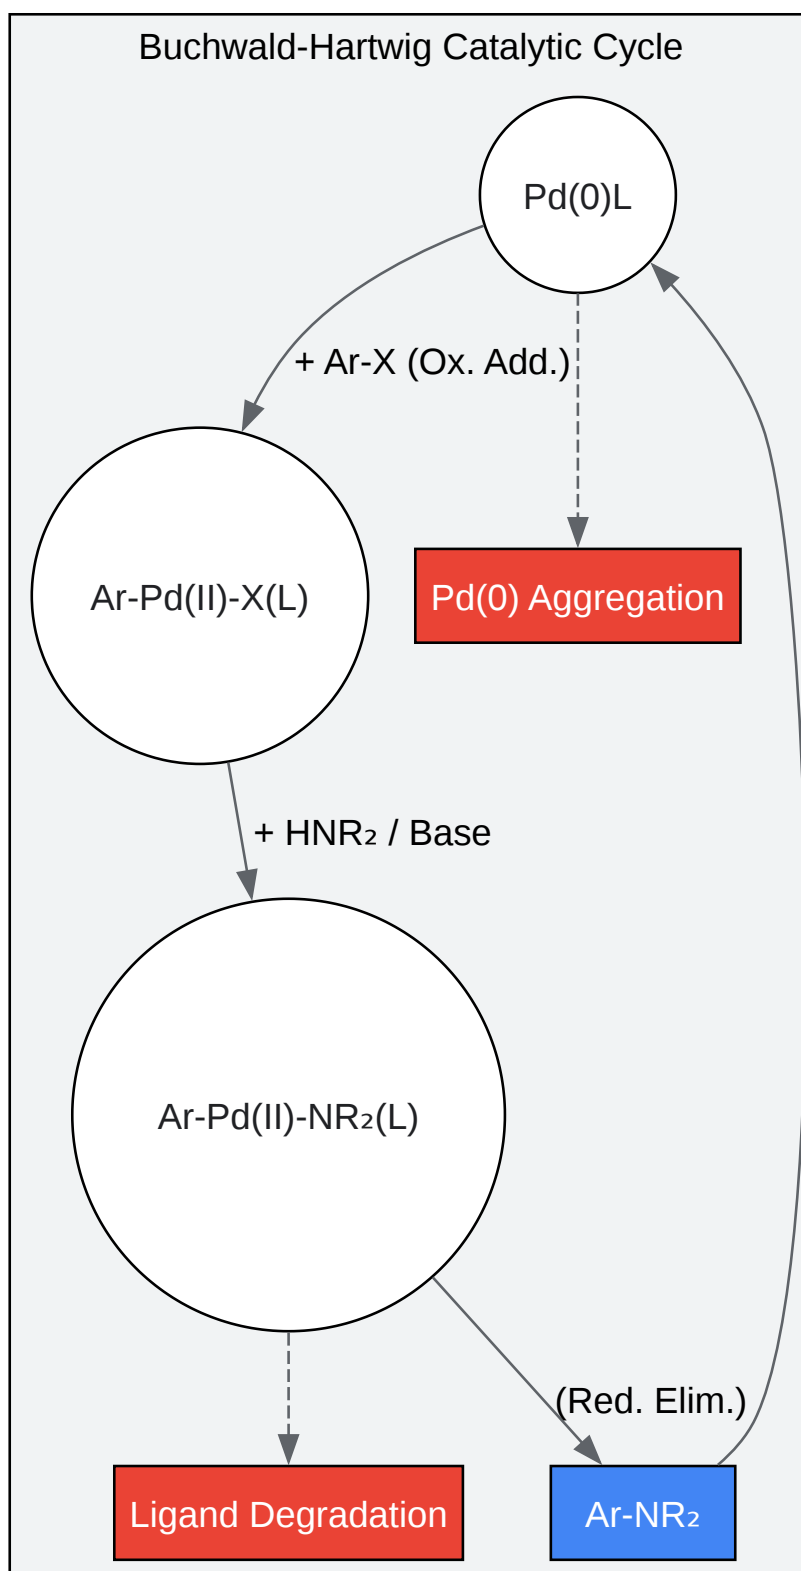 Buchwald-Hartwig Catalytic Cycle
Pd(0)L
+ Ar-X (Ox. Add.)
Ar-Pd(II)-X(L)
Pd(0) Aggregation
+ HNR₂ / Base
Ar-Pd(II)-NR₂(L)
(Red. Elim.)
Ligand Degradation
Ar-NR₂